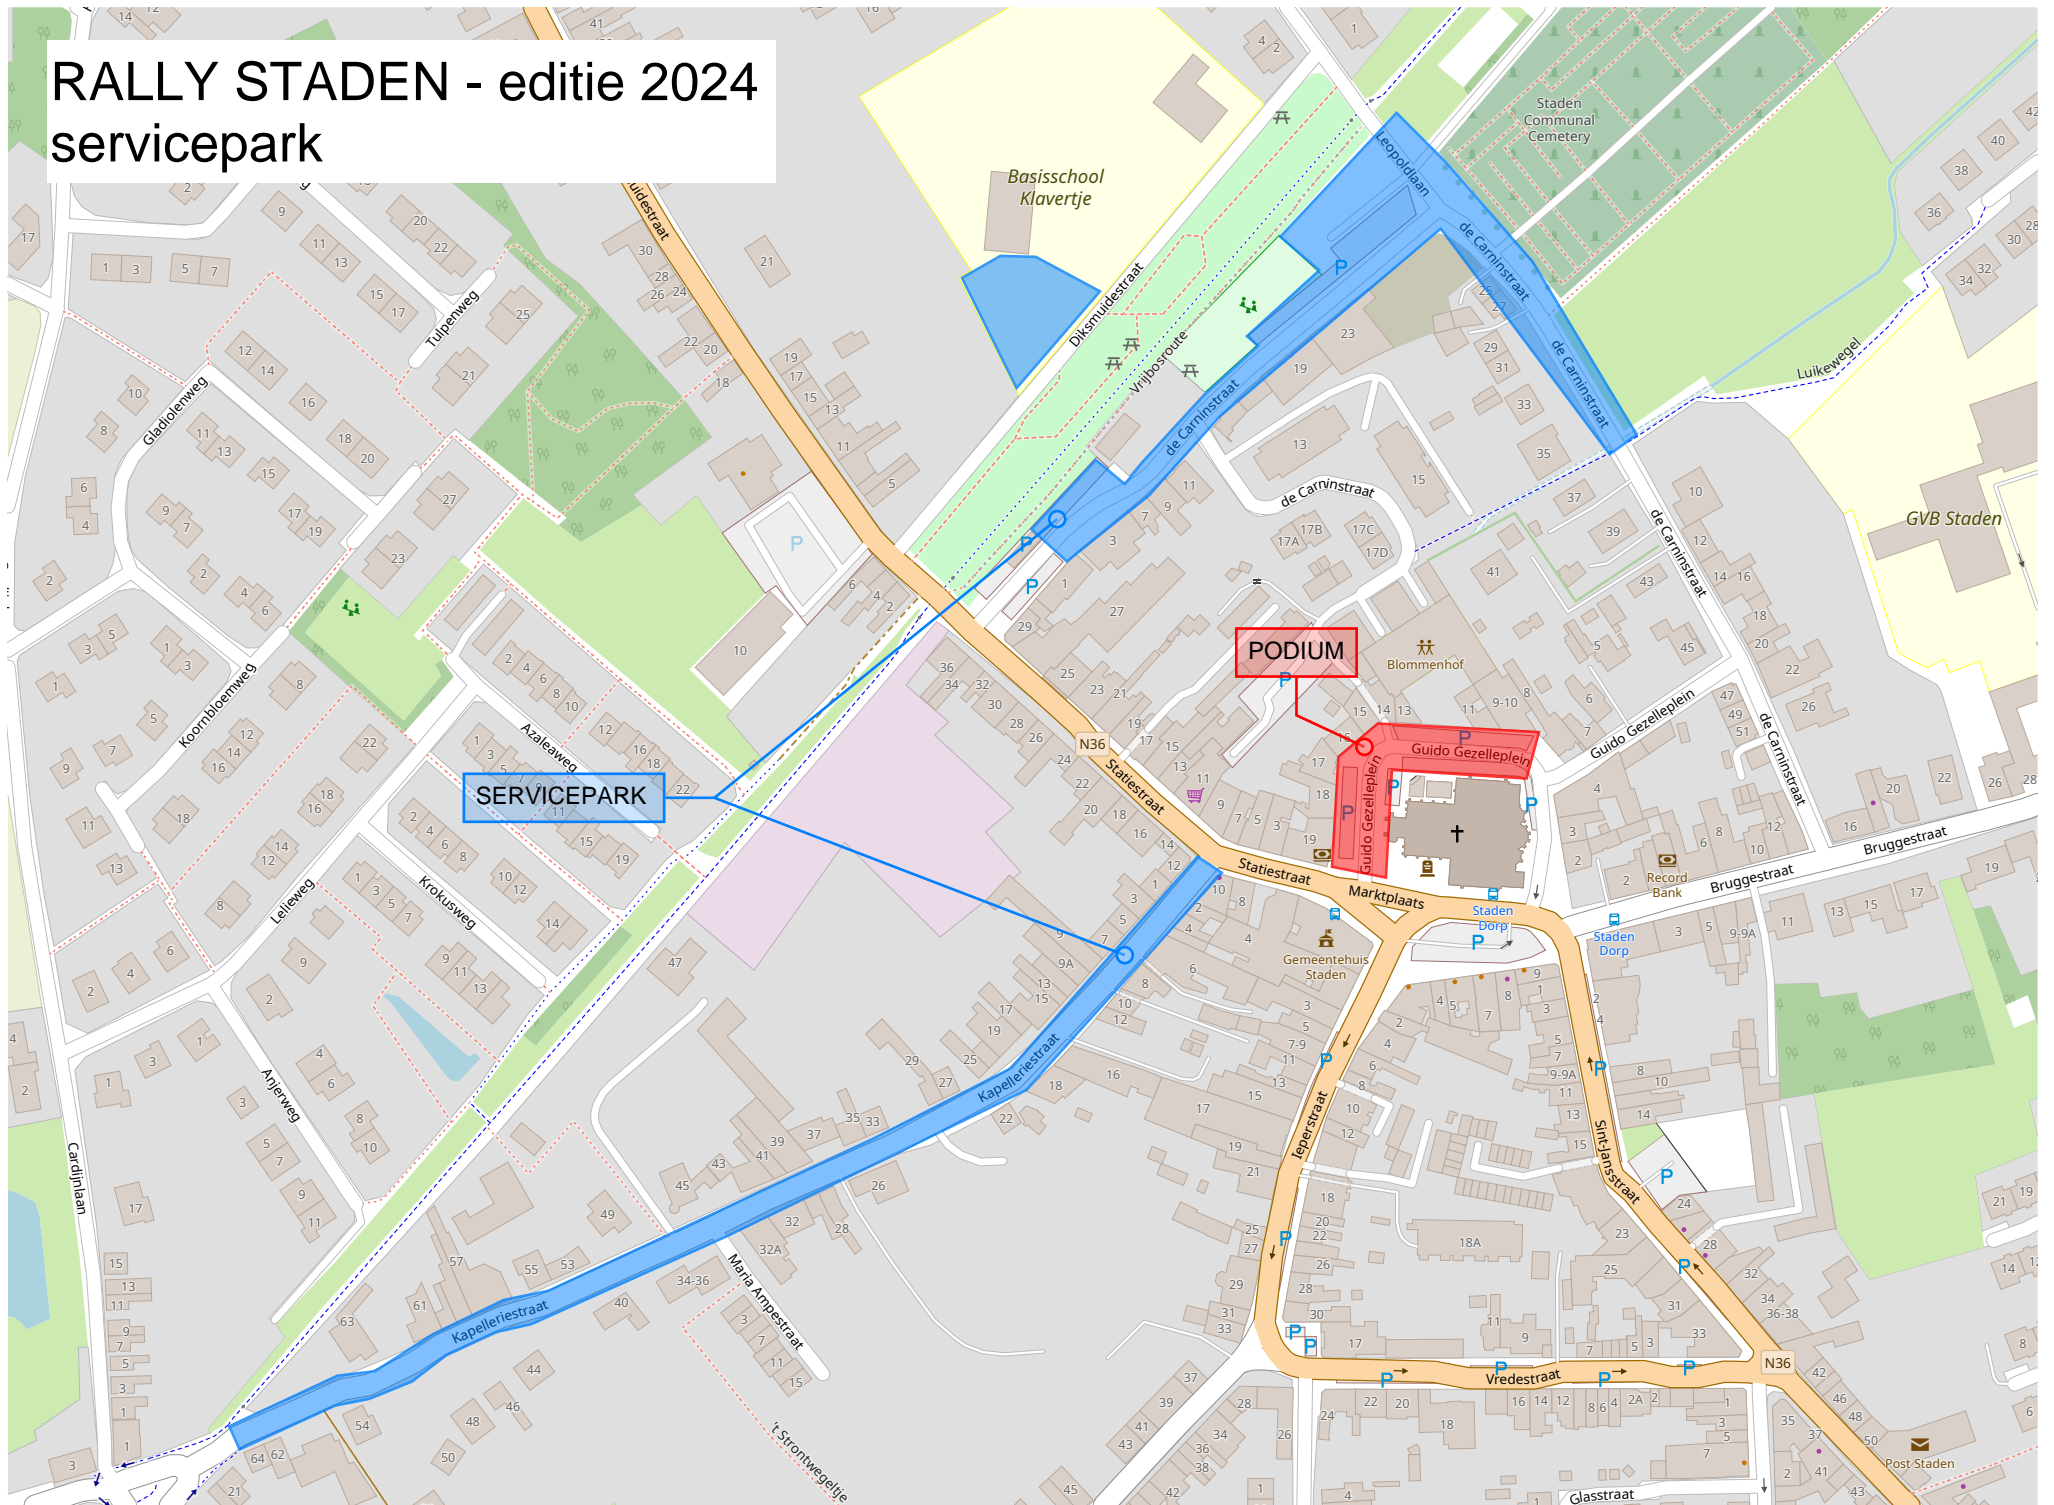 RALLY STADEN - editie 2024
servicepark
Staden
Communal
Cemetery
Basisschool
Klavertje
Leopoldlaan
de Carninstraat
de Carninstraat
de Carninstraat
de Carninstraat
de Carninstraat
de Carninstraat
Diksmuidestraat
Vrijbosroute
Luikewegel
GVB Staden
Tulpenweg
Gladiolenweg
Koornbloemweg
Azaleaweg
Lelieweg
Krokusweg
Anjerweg
Cardijnlaan
SERVICEPARK
PODIUM
Blommenhof
Guido Gezelleplein
Guido Gezelleplein
Guido Gezelleplein
N36
Statiestraat
Statiestraat
Marktplaats
Staden
Dorp
Staden
Dorp
Record
Bank
Bruggestraat
Bruggestraat
Gemeentehuis
Staden
Kapelleriestraat
Kapelleriestraat
Maria Ampestraat
't Strontwegeltje
Ieperstraat
Sint-Jansstraat
Vredestraat
N36
Post Staden
Glasstraat